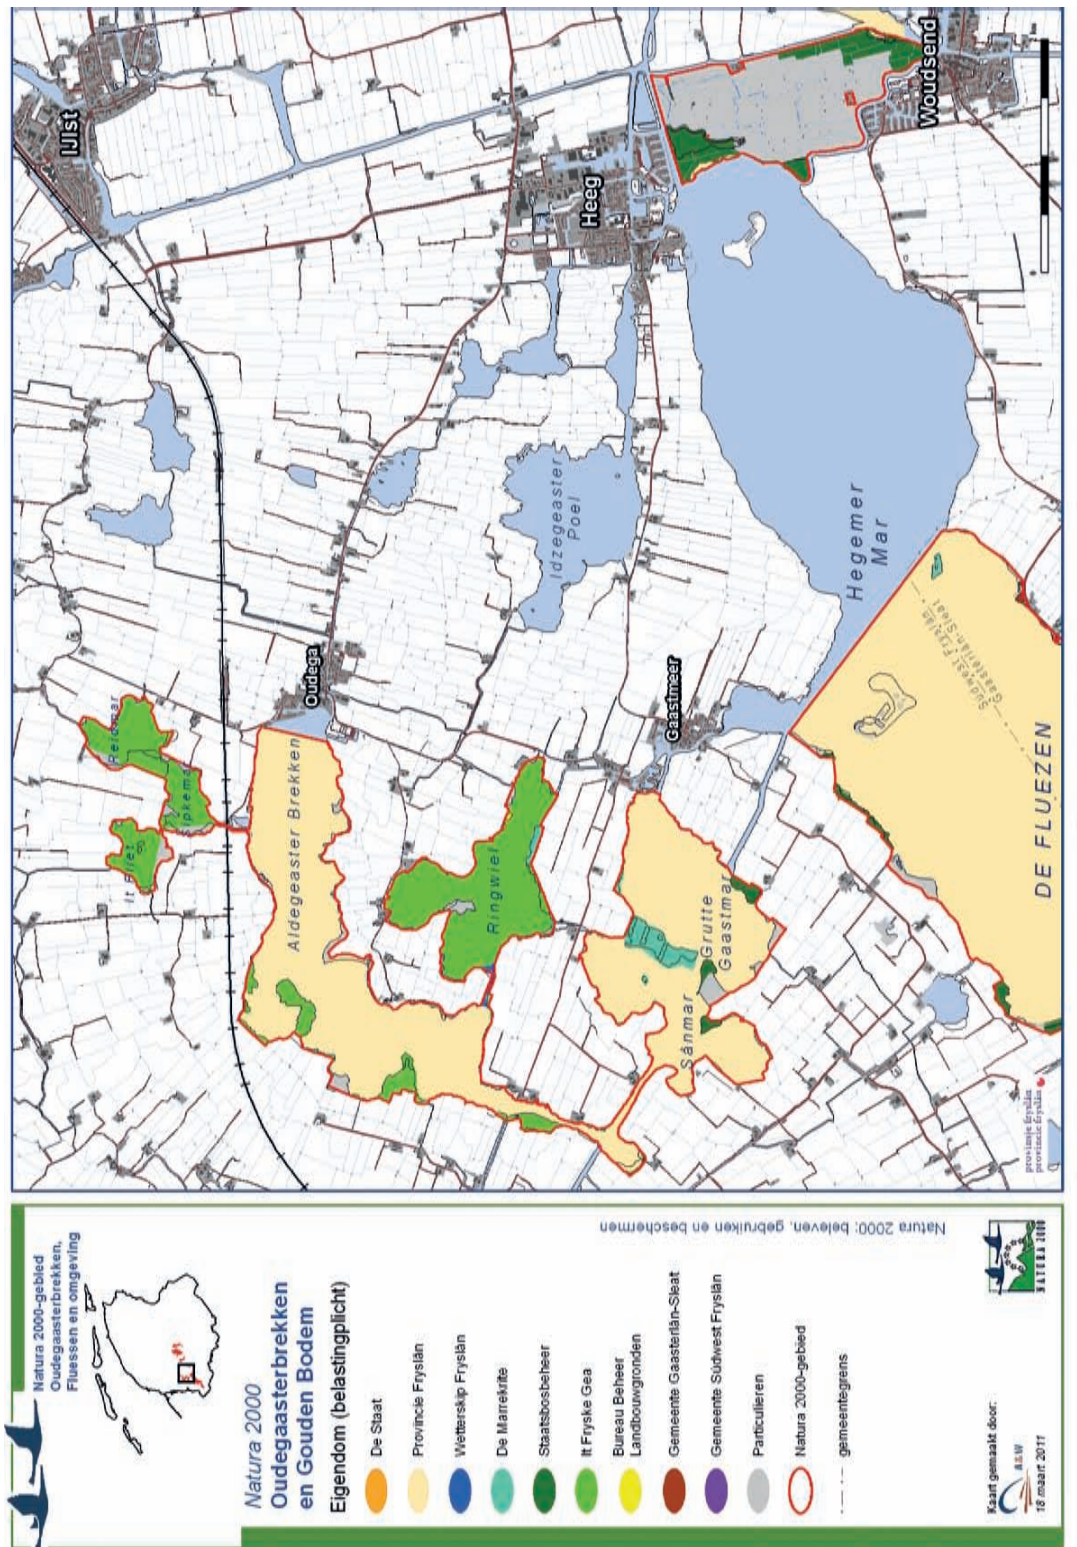 Natura 2000-gebied
Oudegaasterbrekken,
Fluessen en omgeving
Natura 2000
Oudegaasterbrekken
en Gouden Bodem
Eigendom (belastingplicht)
De Staat
Provincie Fryslân
Wetterskip Fryslân
De Marrekrite
Staatsbosbeheer
It Fryske Gea
Bureau Beheer
Landbouwgronden
Gemeente Gaasterlân-Sleat
Gemeente Súdwest Fryslân
Particulieren
Natura 2000-gebied
gemeentegrens
Natura 2000: beleven, gebruiken en beschermen
Kaart gemaakt door:
A&W
18 maart 2011
NATURA 2000
IJlst
Heeg
Woudsend
Oudega
Gaastmeer
Idzegeaster
Poel
Hegemer
Mar
Aldegeaster Brekken
Ringwiel
Grutte
Gaastmar
Sânmar
DE FLUEZEN
Súdwest Fryslân
Gaasterlân-Sleat
provinsje fryslân
provincie fryslân